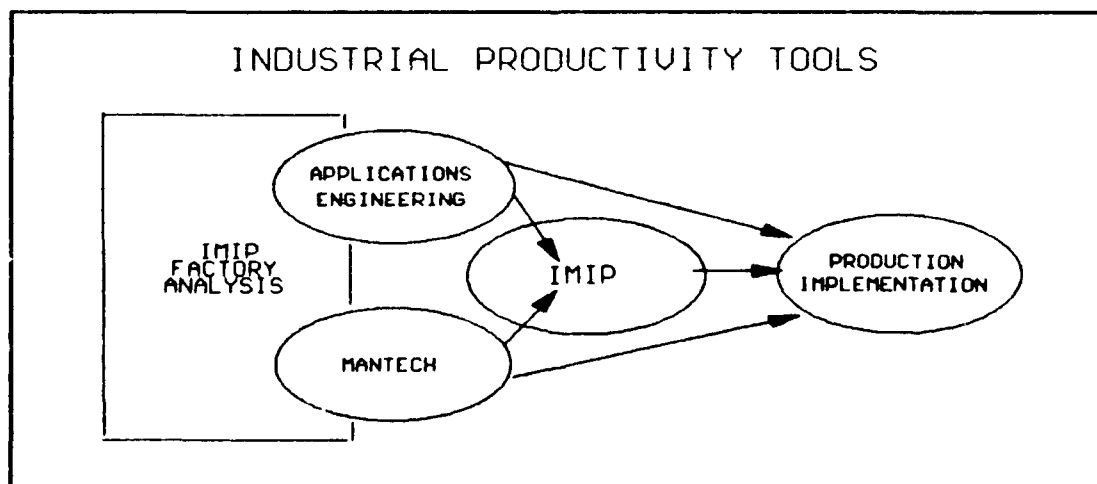 INDUSTRIAL PRODUCTIVITY TOOLS
APPLICATIONS
ENGINEERING
IMIP
FACTORY
ANALYSIS
IMIP
PRODUCTION
IMPLEMENTATION
MANTECH